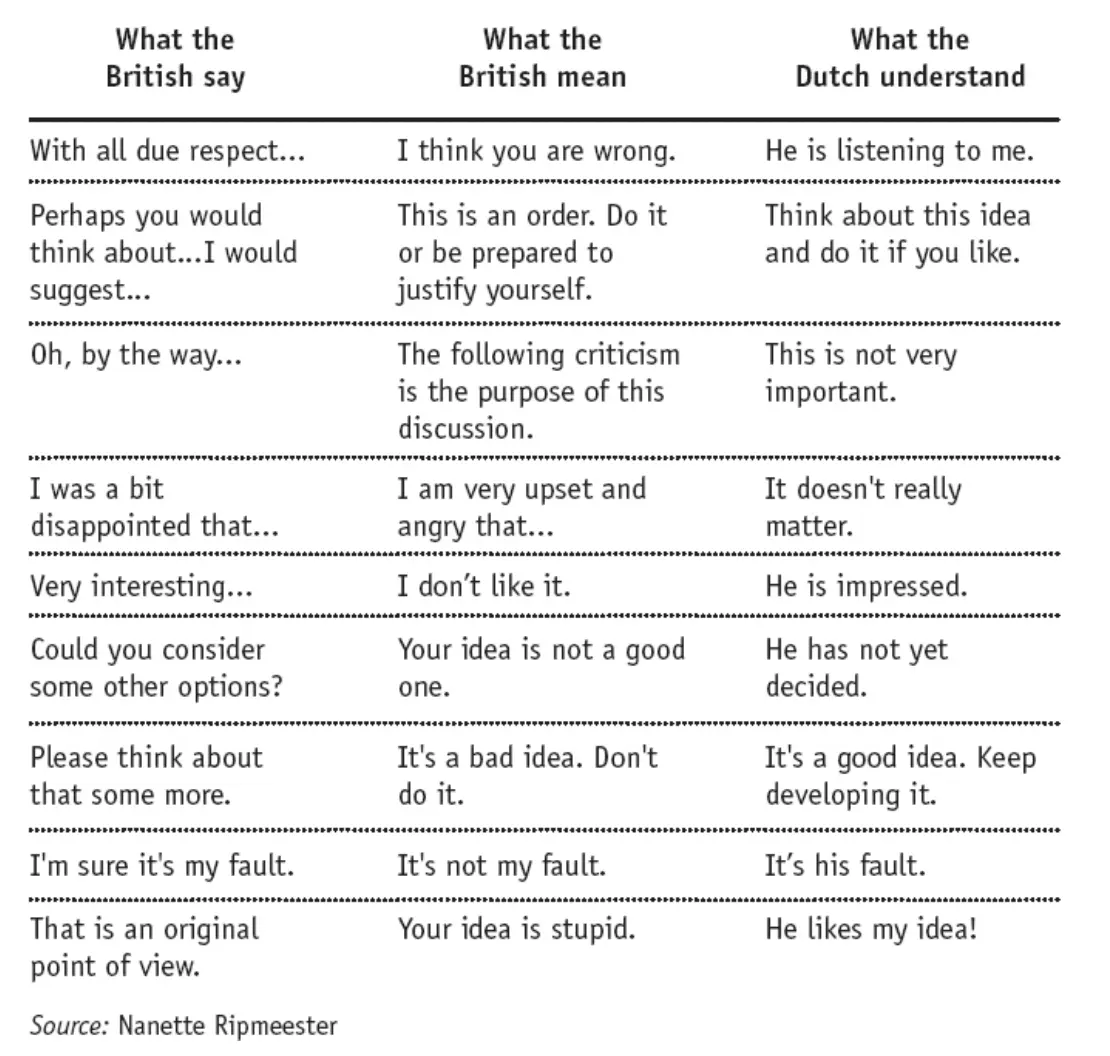 What the
British say
What the
British mean
What the
Dutch understand
With all due respect...
I think you are wrong.
He is listening to me.
Perhaps you would
think about...I would
suggest...
This is an order. Do it
or be prepared to
justify yourself.
Think about this idea
and do it if you like.
Oh, by the way...
The following criticism
is the purpose of this
discussion.
This is not very
important.
I was a bit
disappointed that...
I am very upset and
angry that...
It doesn't really
matter.
Very interesting...
I don’t like it.
He is impressed.
Could you consider
some other options?
Your idea is not a good
one.
He has not yet
decided.
Please think about
that some more.
It's a bad idea. Don't
do it.
It's a good idea. Keep
developing it.
I'm sure it's my fault.
It's not my fault.
It’s his fault.
That is an original
point of view.
Your idea is stupid.
He likes my idea!
Source: Nanette Ripmeester